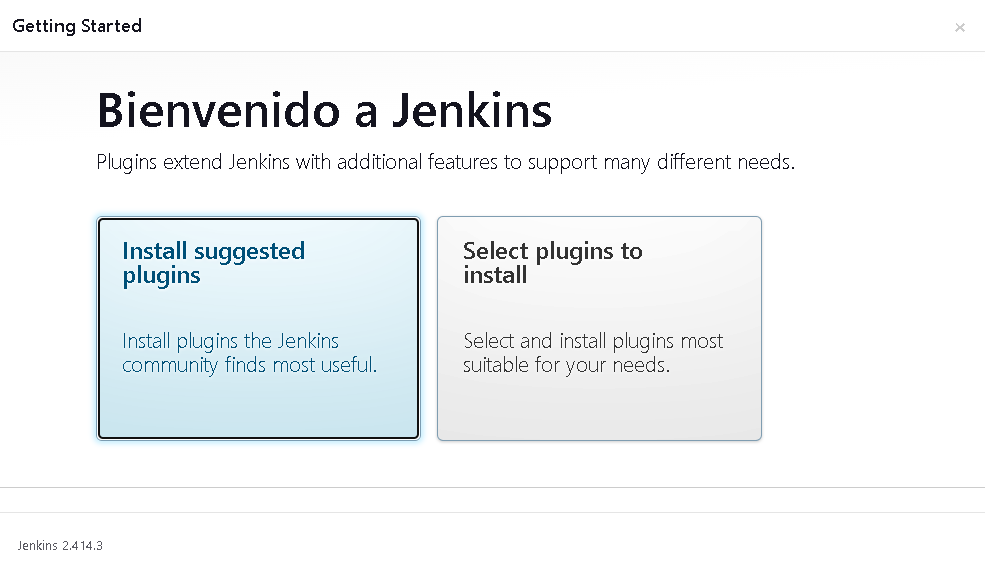 Getting Started
×
Bienvenido a Jenkins
Plugins extend Jenkins with additional features to support many different needs.
Install suggested
plugins
Install plugins the Jenkins
community finds most useful.
Select plugins to
install
Select and install plugins most
suitable for your needs.
Jenkins 2.414.3